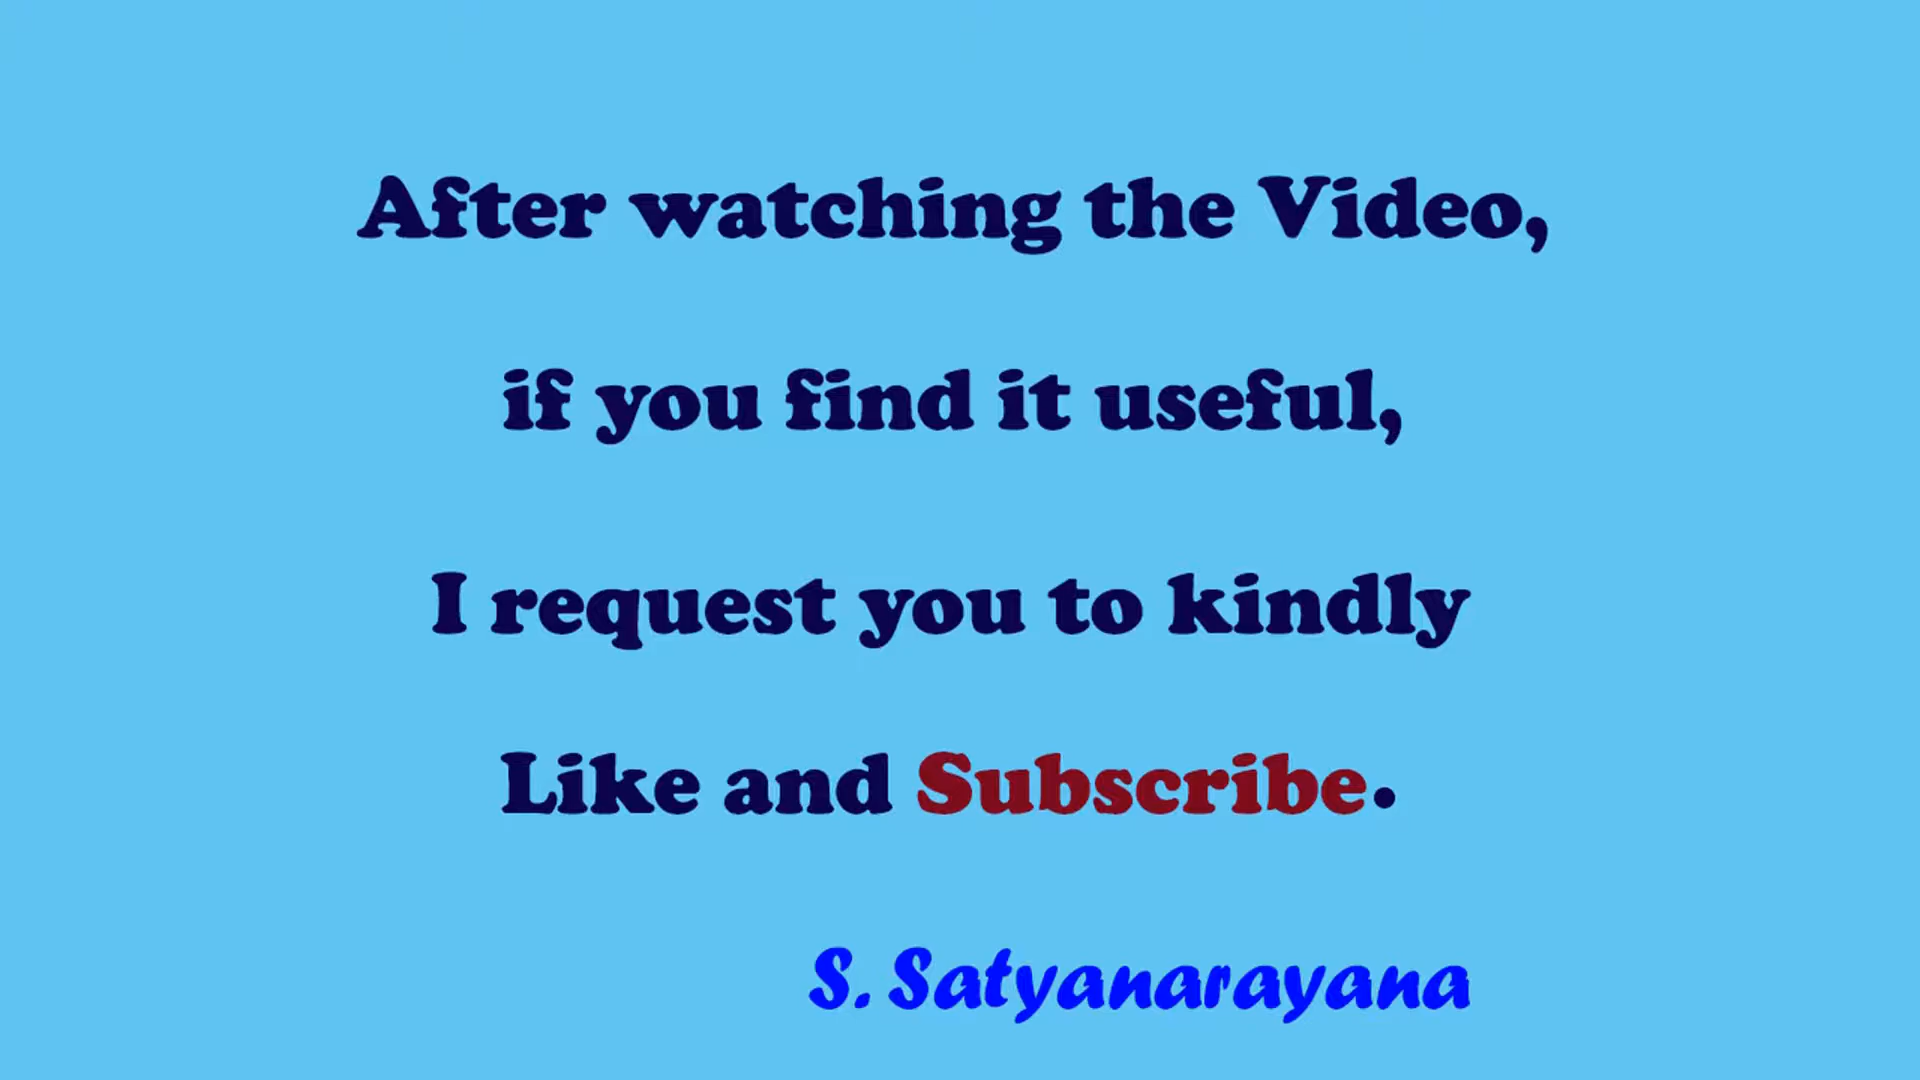 After watching the Video,
if you find it useful,
I request you to kindly
Like and Subscribe.
S. Satyanarayana